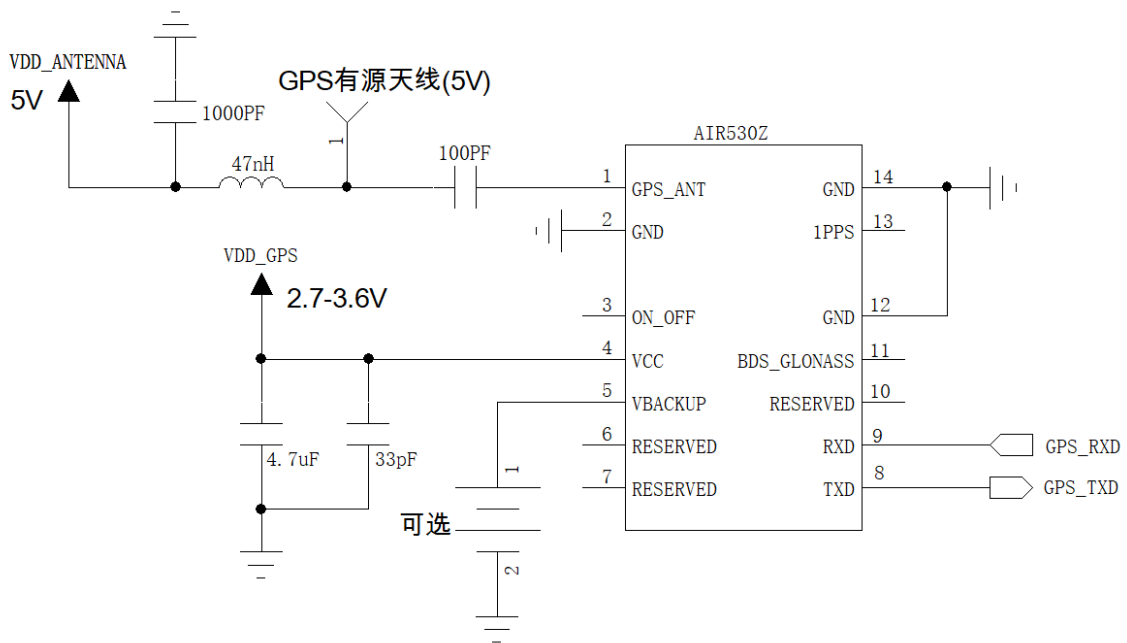 VDD_ANTENNA
5V
1000PF
GPS有源天线(5V)
1
47nH
100PF
AIR530Z
1
GPS_ANT
GND
14
2
GND
1PPS
13
VDD_GPS
2.7-3.6V
3
ON_OFF
GND
12
4
VCC
BDS_GLONASS
11
5
VBACKUP
RESERVED
10
6
RESERVED
RXD
9
GPS_RXD
7
RESERVED
TXD
8
GPS_TXD
4.7uF
33pF
1
可选
2